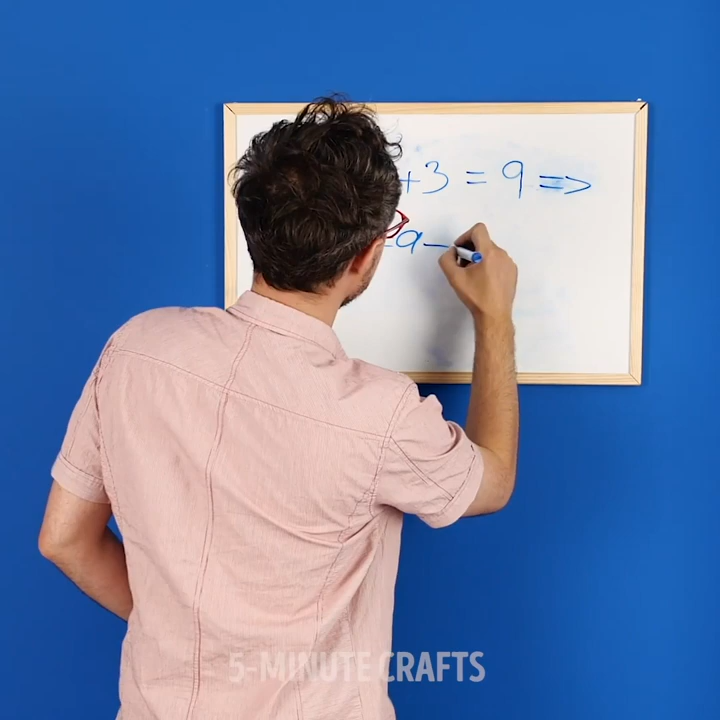 +3 = 9 =>
9-
5-MINUTE CRAFTS